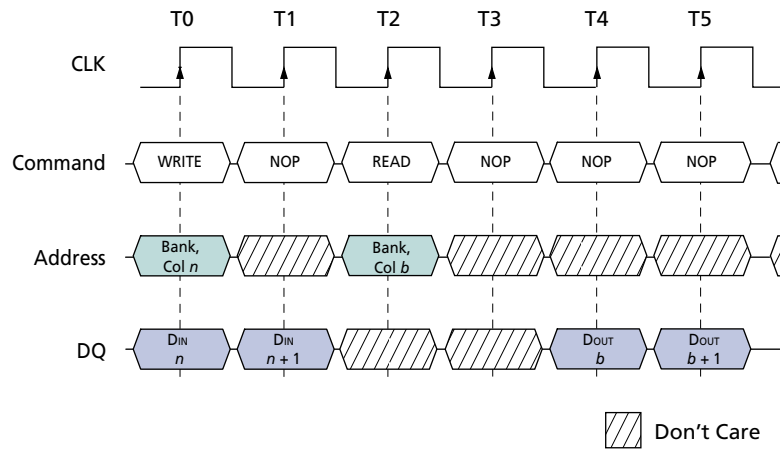 T0 T1 T2 T3 T4 T5
CLK
Command WRITE NOP READ NOP NOP NOP
Address Bank, Col n Bank, Col b
DQ DIN n DIN n + 1 DOUT b DOUT b + 1
Don't Care